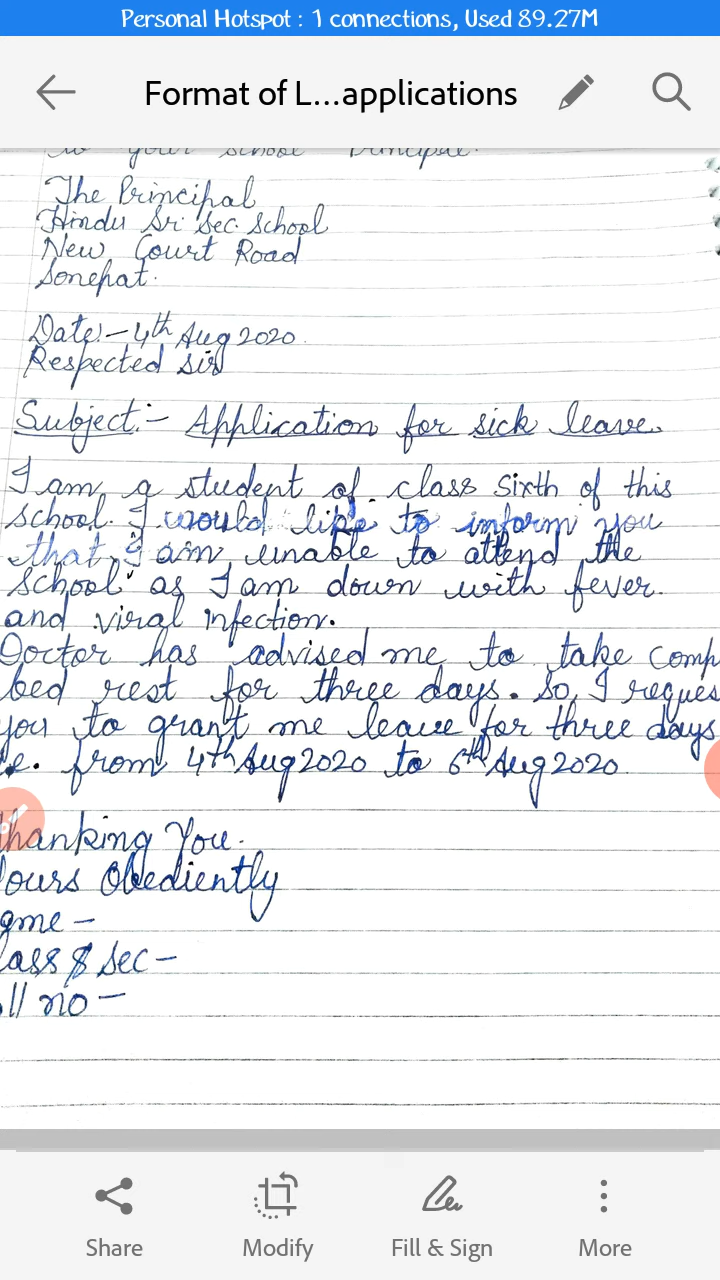 Personal Hotspot : 1 connections, Used 89.27M
Format of L...applications
to your school Principal.
The Principal
Hindu Sr. Sec. School
New Court Road
Sonepat.
Date:- 4th Aug 2020.
Respected Sir
Subject:- Application for sick leave.
I am a student of class Sixth of this
school. I would like to inform you
that I am unable to attend the
school as I am down with fever.
and viral infection.
Doctor has advised me to take comp
bed rest for three days. So, I reques
you to grant me leave for three days
e. from 4th Aug 2020 to 6th Aug 2020
hanking You.
ours Obediently
ame -
lass & Sec -
ll no -
Share Modify Fill & Sign More